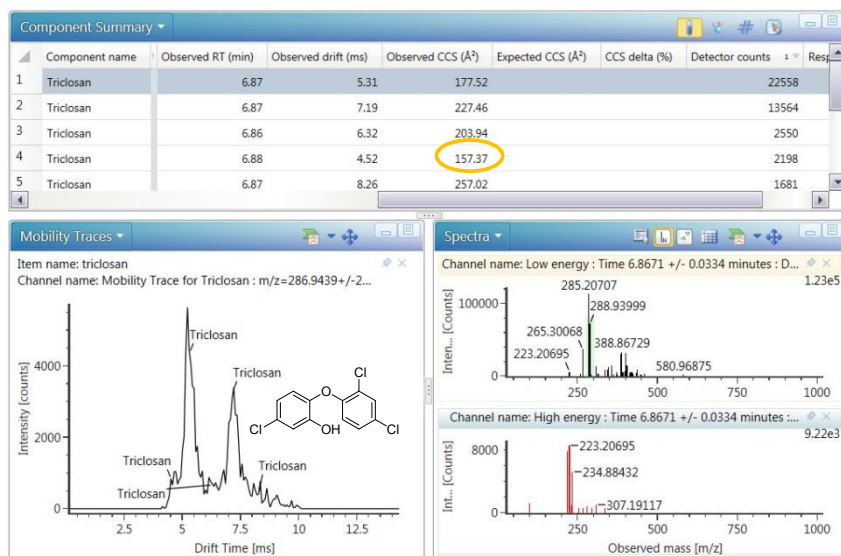 Component Summary
Component name Observed RT (min) Observed drift (ms) Observed CCS (Å²) Expected CCS (Å²) CCS delta (%) Detector counts 1 Resp
1 Triclosan 6.87 5.31 177.52 22558
2 Triclosan 6.87 7.19 227.46 13564
3 Triclosan 6.86 6.32 203.94 2550
4 Triclosan 6.88 4.52 157.37 2198
5 Triclosan 6.87 8.26 257.02 1681
Mobility Traces
Item name: triclosan
Channel name: Mobility Trace for Triclosan : m/z=286.9439+/-2...
Intensity [counts]
4000
2000
0
Triclosan
Triclosan
Triclosan
Triclosan
Triclosan
Cl
O
Cl
OH
Cl
2.5 5 7.5 10 12.5
Drift Time [ms]
Spectra
Channel name: Low energy : Time 6.8671 +/- 0.0334 minutes : D...
1.23e5
Inten... [Counts]
100000
0
285.20707
288.93999
265.30068
388.86729
223.20695
580.96875
250 500 750 1000
Channel name: High energy : Time 6.8671 +/- 0.0334 minutes :...
9.22e3
Int... [Counts]
8000
0
223.20695
234.88432
307.19117
250 500 750 1000
Observed mass [m/z]